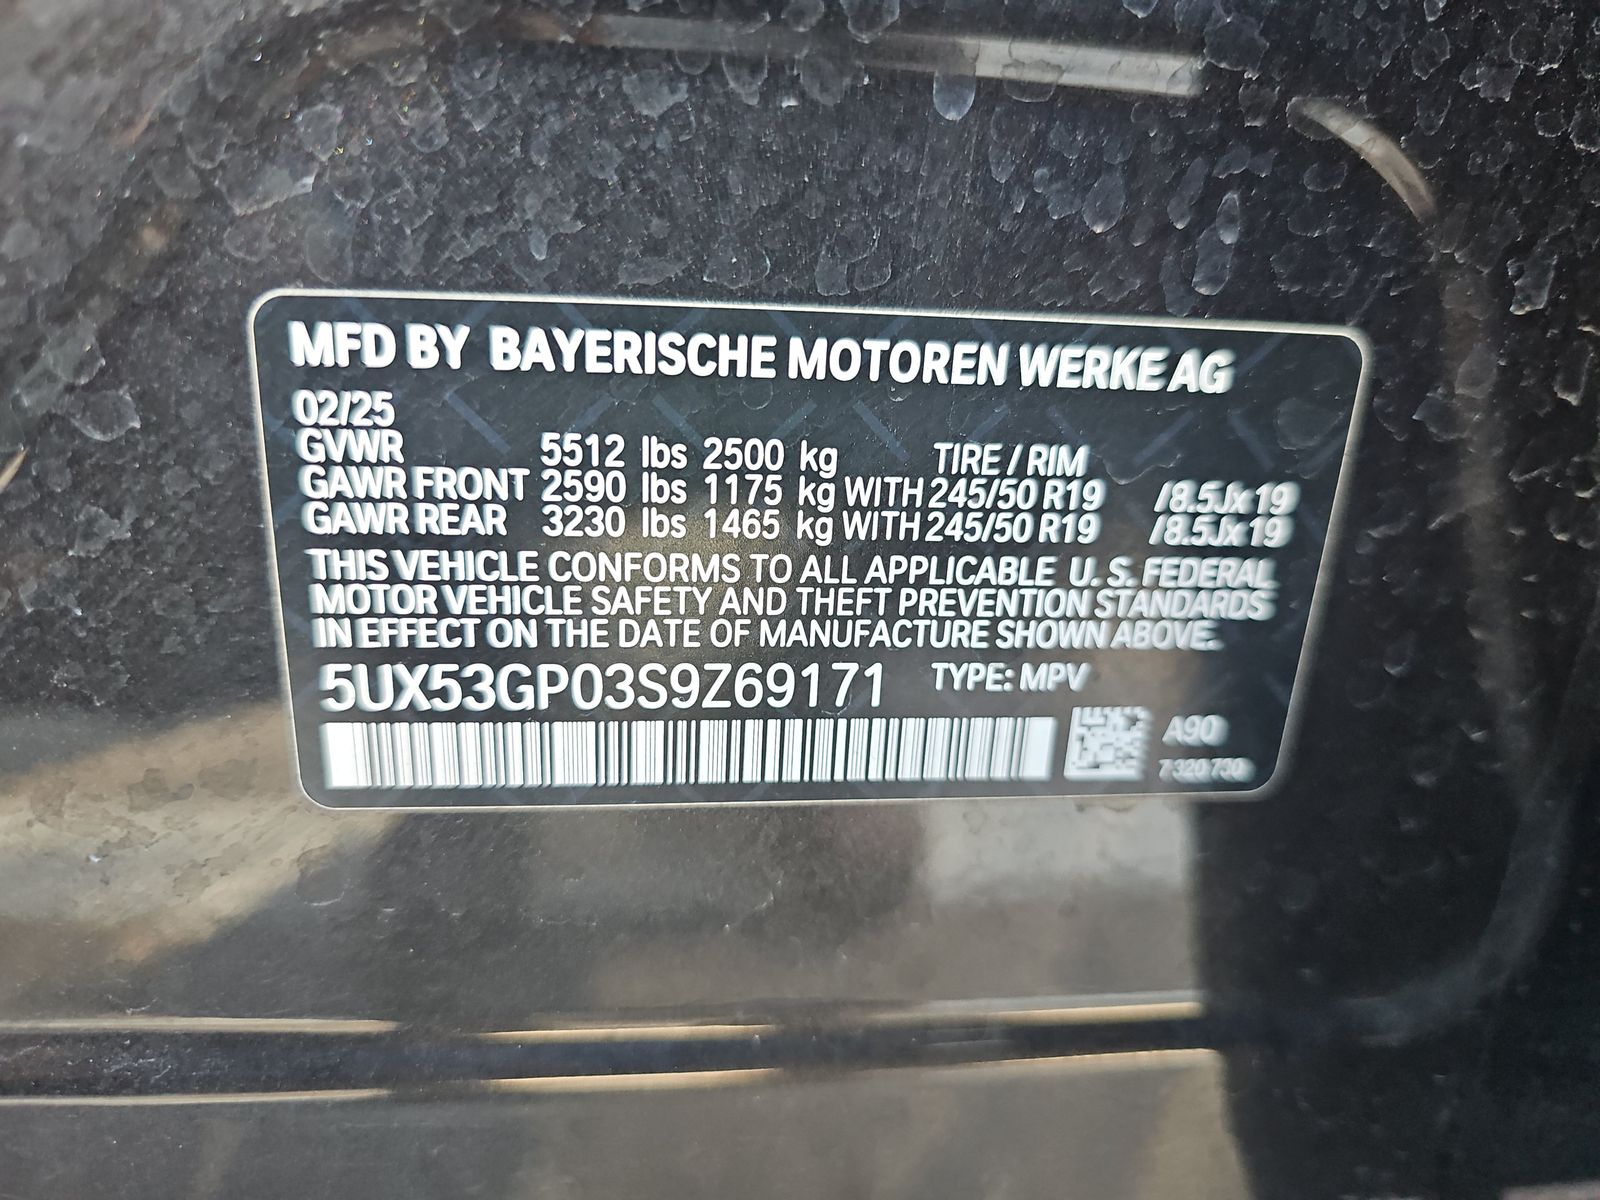 MFD BY BAYERISCHE MOTOREN WERKE AG
02/25
GVWR 5512 lbs 2500 kg TIRE / RIM
GAWR FRONT 2590 lbs 1175 kg WITH 245/50 R19 /8.5Jx19
GAWR REAR 3230 lbs 1465 kg WITH 245/50 R19 /8.5Jx19
THIS VEHICLE CONFORMS TO ALL APPLICABLE U.S. FEDERAL
MOTOR VEHICLE SAFETY AND THEFT PREVENTION STANDARDS
IN EFFECT ON THE DATE OF MANUFACTURE SHOWN ABOVE.
5UX53GP03S9Z69171 TYPE: MPV
A90
7 320 730